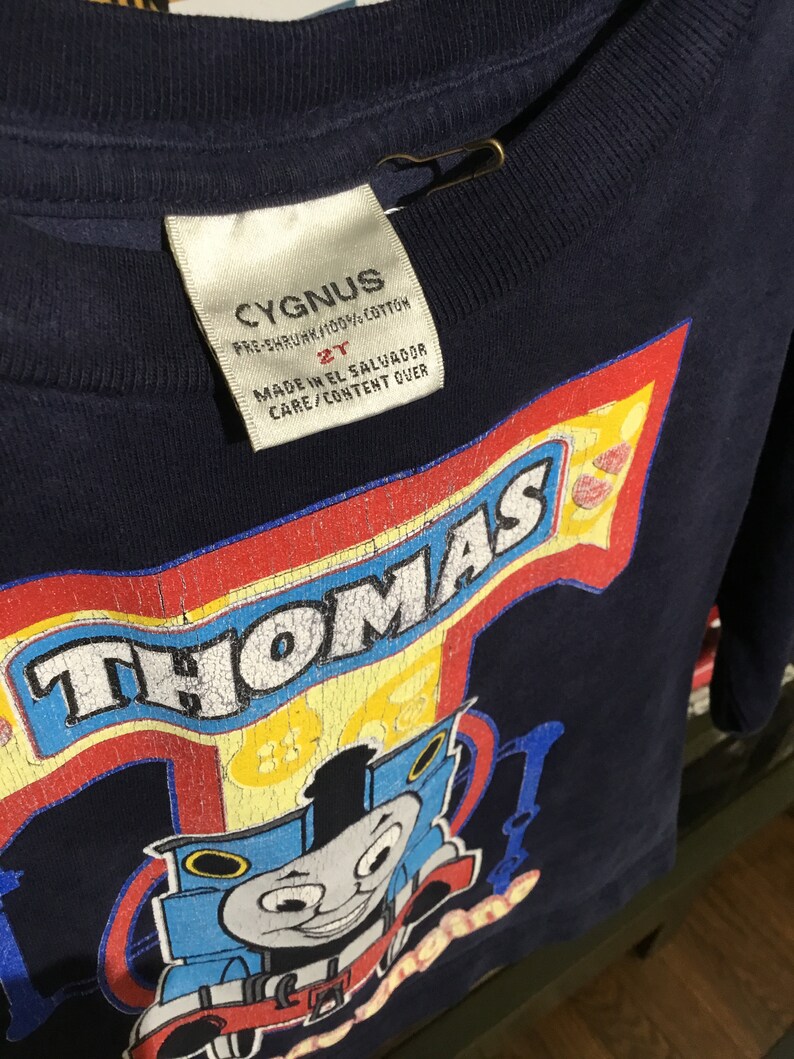 CYGNUS
PRE-SHRUNK/100% COTTON
2T
MADE IN EL SALVADOR
CARE/CONTENT OVER
THOMAS